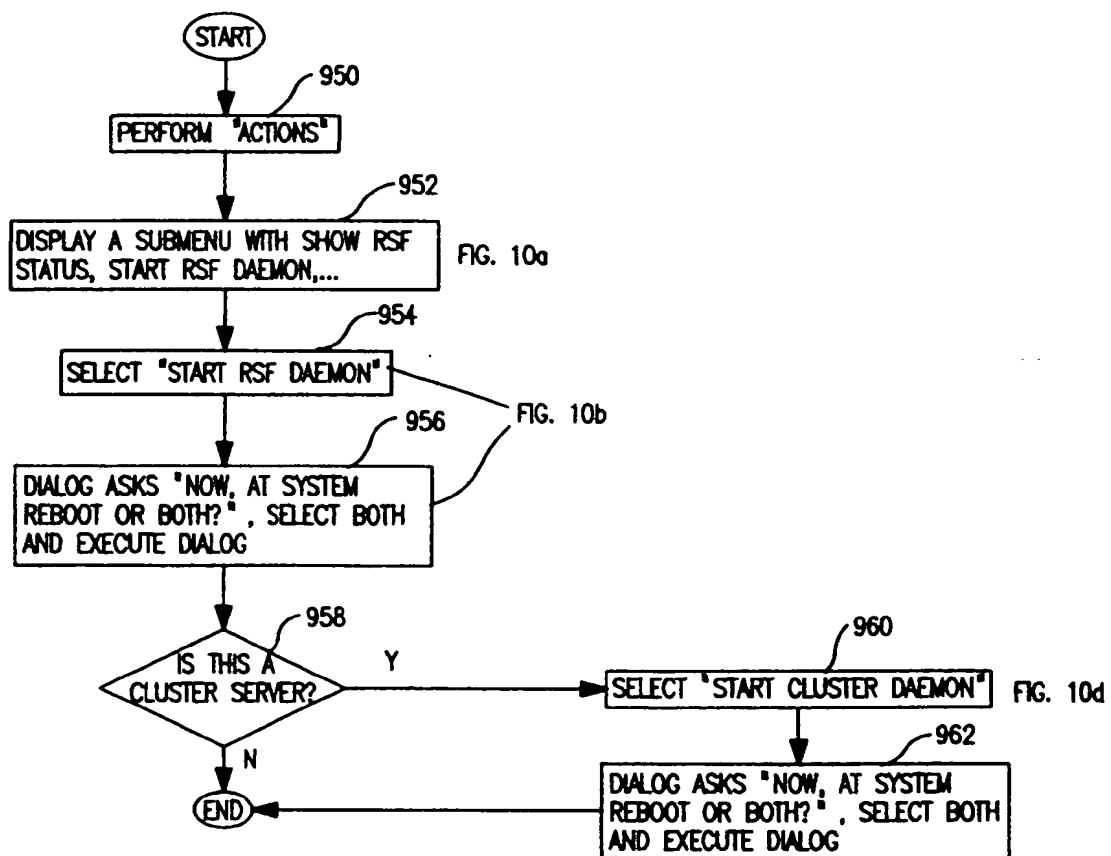 START
950
PERFORM "ACTIONS"
952
DISPLAY A SUBMENU WITH SHOW RSF
STATUS, START RSF DAEMON,...
FIG. 10a
954
SELECT "START RSF DAEMON"
FIG. 10b
956
DIALOG ASKS "NOW, AT SYSTEM
REBOOT OR BOTH?" , SELECT BOTH
AND EXECUTE DIALOG
958
IS THIS A
CLUSTER SERVER?
Y
N
960
SELECT "START CLUSTER DAEMON"
FIG. 10d
962
DIALOG ASKS "NOW, AT SYSTEM
REBOOT OR BOTH?" , SELECT BOTH
AND EXECUTE DIALOG
END